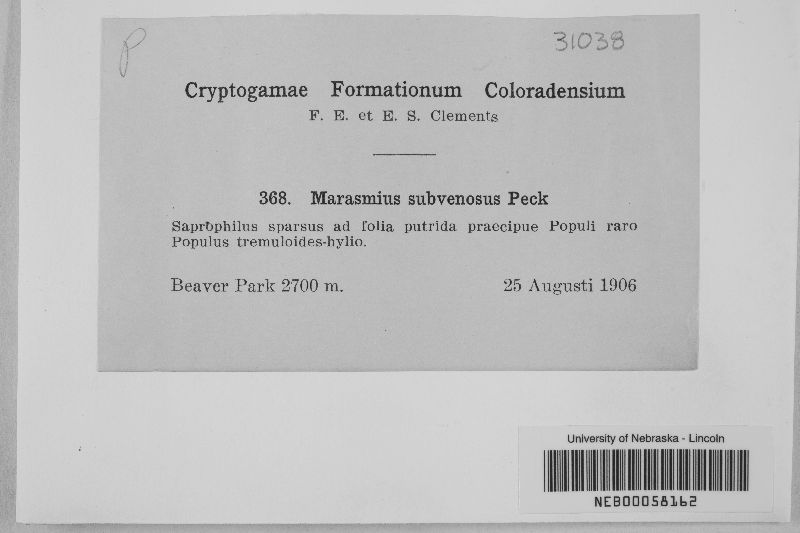 P
31038
Cryptogamae Formationum Coloradensium
F. E. et E. S. Clements
368. Marasmius subvenosus Peck
Saprophilus sparsus ad folia putrida praecipue Populi raro
Populus tremuloides-hylio.
Beaver Park 2700 m. 25 Augusti 1906
University of Nebraska - Lincoln
NEB00058162